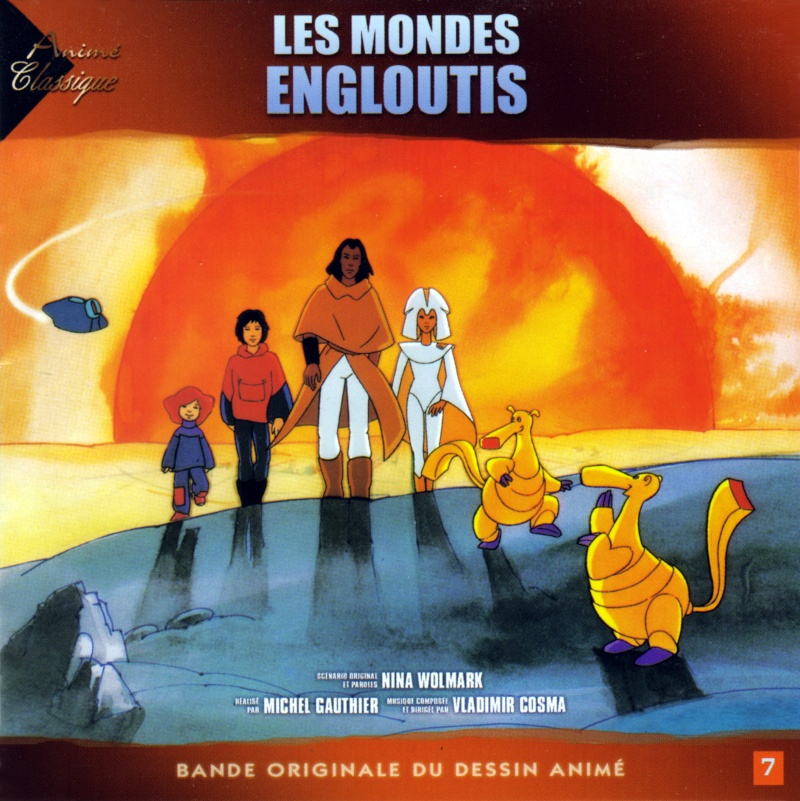 Animé
Classique
LES MONDES
ENGLOUTIS
SCÉNARIO ORIGINAL
ET PAROLES NINA WOLMARK
RÉALISÉ
PAR MICHEL GAUTHIER
MUSIQUE COMPOSÉE
ET DIRIGÉE PAR VLADIMIR COSMA
BANDE ORIGINALE DU DESSIN ANIMÉ
7